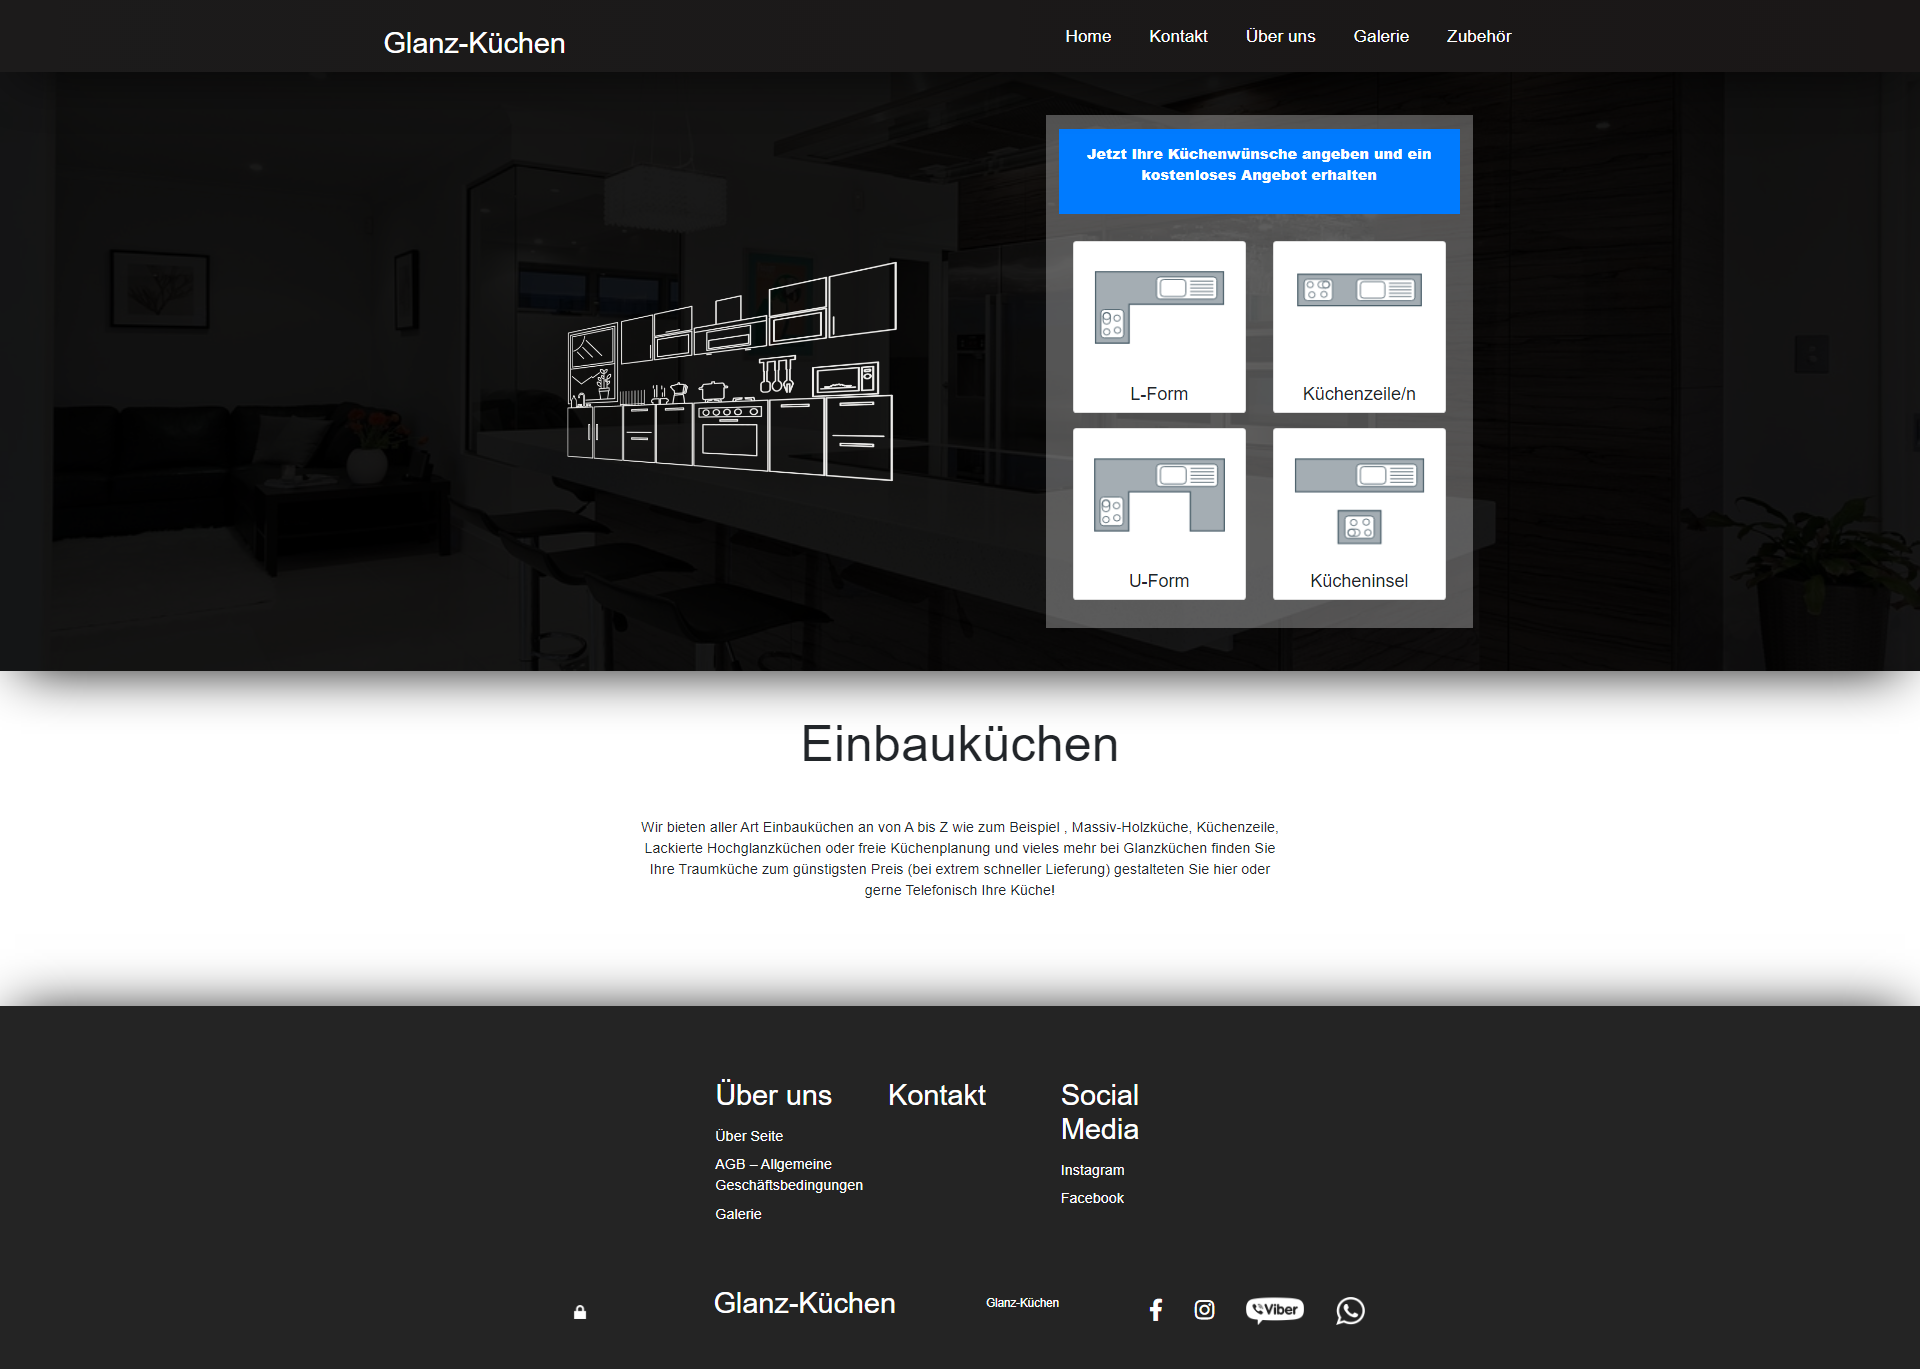 Glanz-Küchen
Home Kontakt Über uns Galerie Zubehör
Jetzt Ihre Küchenwünsche angeben und ein
kostenloses Angebot erhalten
L-Form
Küchenzeile/n
U-Form
Kücheninsel
Einbauküchen
Wir bieten aller Art Einbauküchen an von A bis Z wie zum Beispiel , Massiv-Holzküche, Küchenzeile,
Lackierte Hochglanzküchen oder freie Küchenplanung und vieles mehr bei Glanzküchen finden Sie
Ihre Traumküche zum günstigsten Preis (bei extrem schneller Lieferung) gestalteten Sie hier oder
gerne Telefonisch Ihre Küche!
Über uns
Über Seite
AGB – Allgemeine
Geschäftsbedingungen
Galerie
Kontakt
Social
Media
Instagram
Facebook
Glanz-Küchen
Glanz-Küchen
Viber